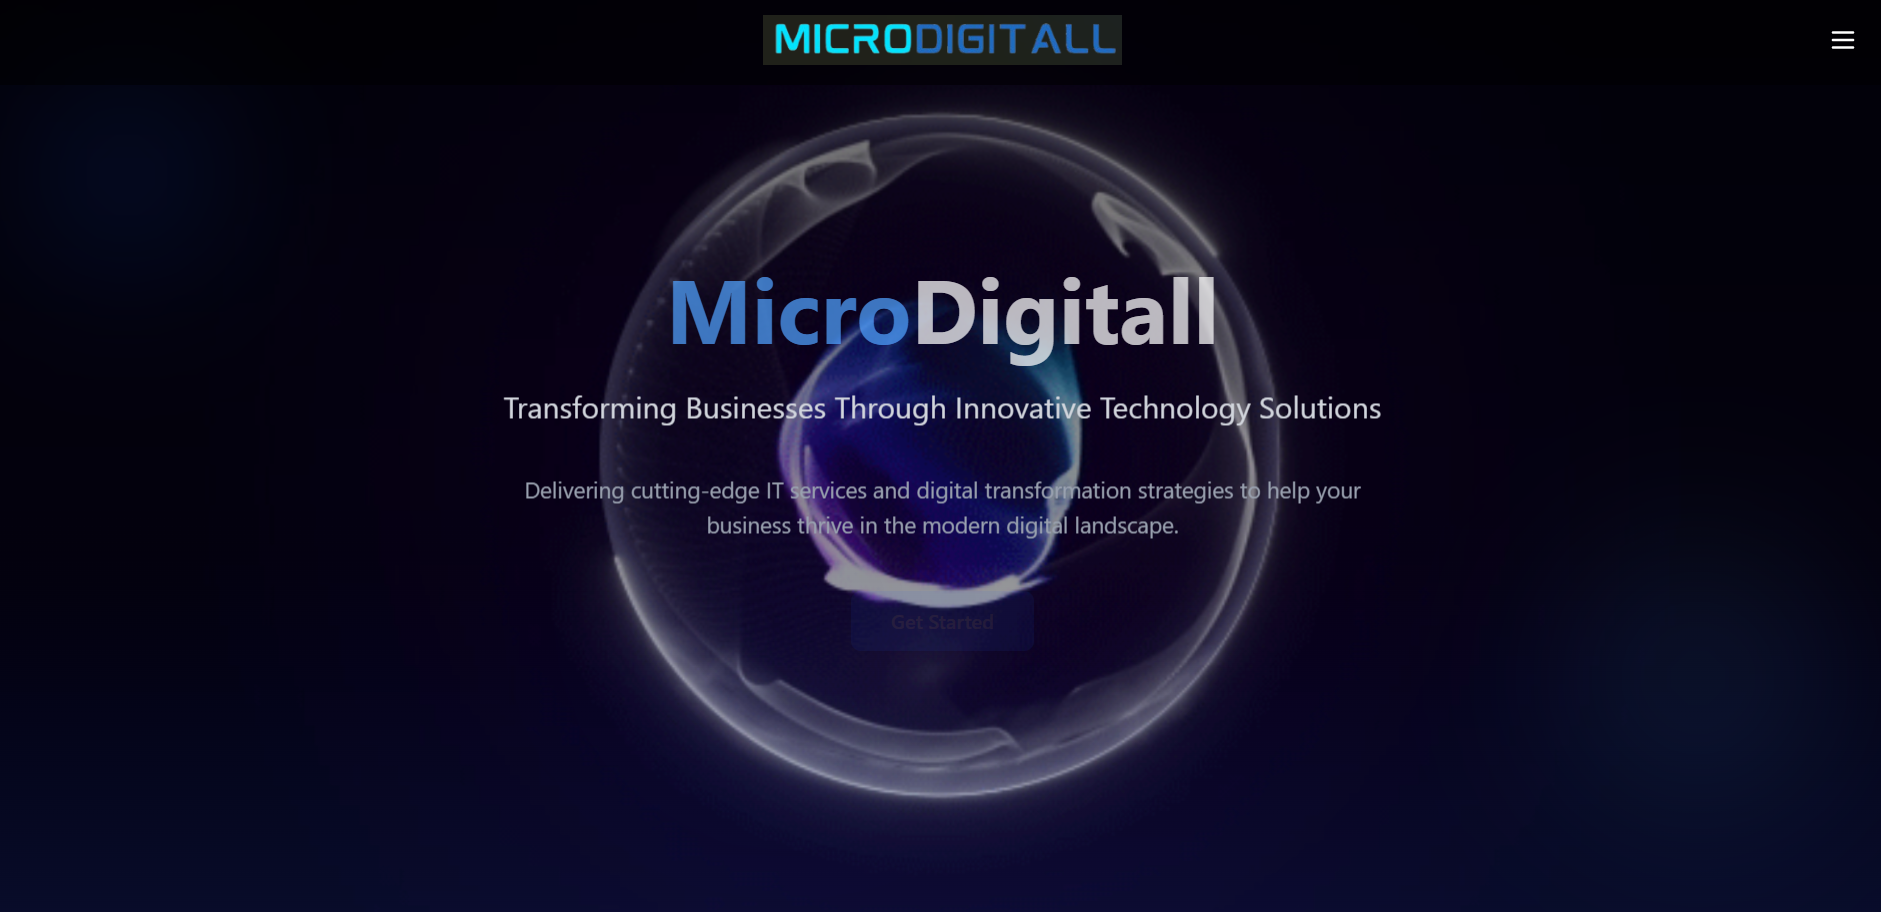 MICRODIGITALL
MicroDigitall
Transforming Businesses Through Innovative Technology Solutions
Delivering cutting-edge IT services and digital transformation strategies to help your
business thrive in the modern digital landscape.
Get Started